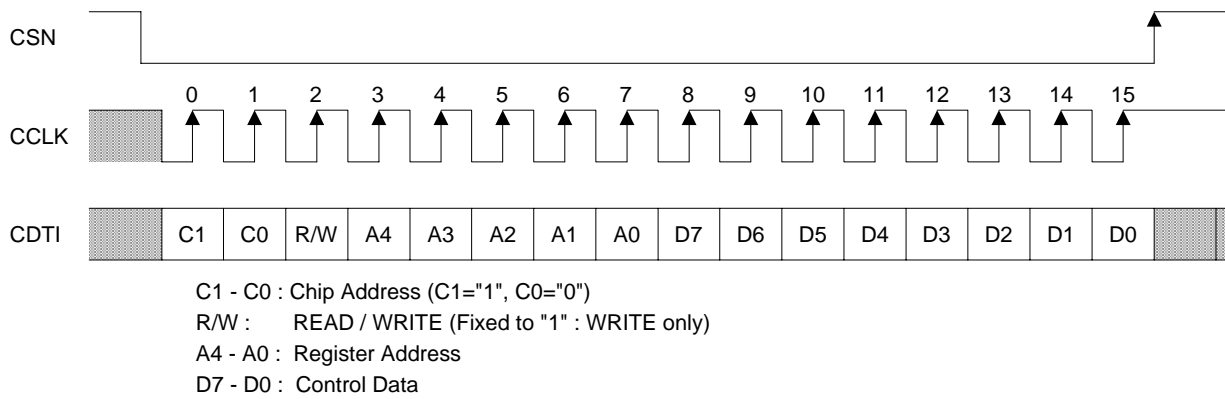 CSN
0 1 2 3 4 5 6 7 8 9 10 11 12 13 14 15
CCLK
CDTI C1 C0 R/W A4 A3 A2 A1 A0 D7 D6 D5 D4 D3 D2 D1 D0
C1 - C0 : Chip Address (C1="1", C0="0")
R/W : READ / WRITE (Fixed to "1" : WRITE only)
A4 - A0 : Register Address
D7 - D0 : Control Data